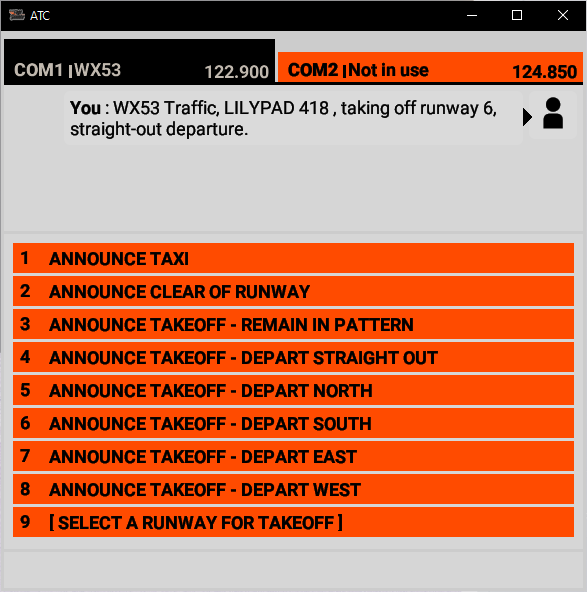 ATC
COM1 |WX53 122.900
COM2 |Not in use 124.850
You : WX53 Traffic, LILYPAD 418 , taking off runway 6,
straight-out departure.
1 ANNOUNCE TAXI
2 ANNOUNCE CLEAR OF RUNWAY
3 ANNOUNCE TAKEOFF - REMAIN IN PATTERN
4 ANNOUNCE TAKEOFF - DEPART STRAIGHT OUT
5 ANNOUNCE TAKEOFF - DEPART NORTH
6 ANNOUNCE TAKEOFF - DEPART SOUTH
7 ANNOUNCE TAKEOFF - DEPART EAST
8 ANNOUNCE TAKEOFF - DEPART WEST
9 [ SELECT A RUNWAY FOR TAKEOFF ]